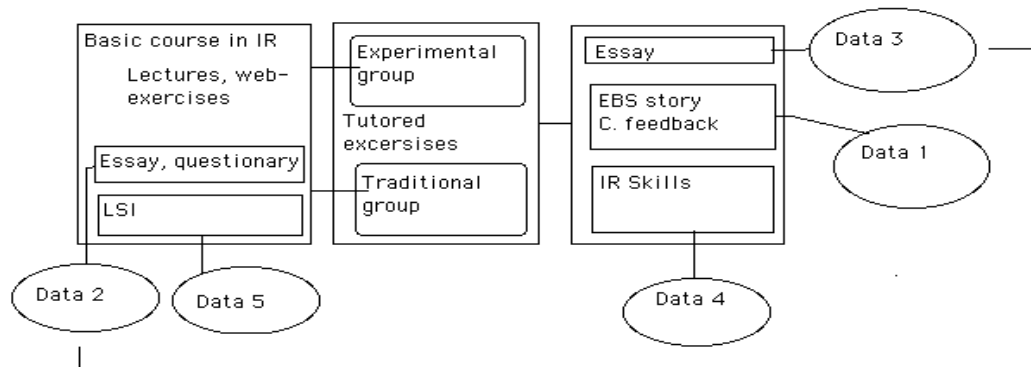 Basic course in IR
Lectures, web-
exercises
Essay, questionary
LSI
Experimental
group
Tutored
excersises
Traditional
group
Essay
EBS story
C. feedback
IR Skills
Data 3
Data 1
Data 2
Data 5
Data 4